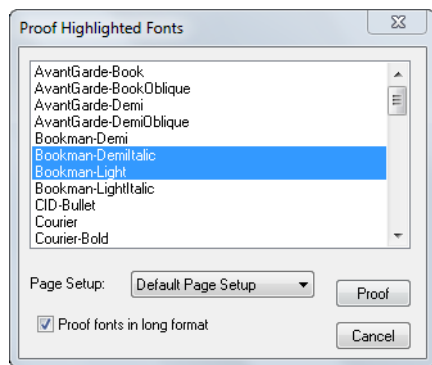 Proof Highlighted Fonts
AvantGarde-Book
AvantGarde-BookOblique
AvantGarde-Demi
AvantGarde-DemiOblique
Bookman-Demi
Bookman-DemiItalic
Bookman-Light
Bookman-LightItalic
CID-Bullet
Courier
Courier-Bold
Page Setup: Default Page Setup
Proof
Proof fonts in long format
Cancel